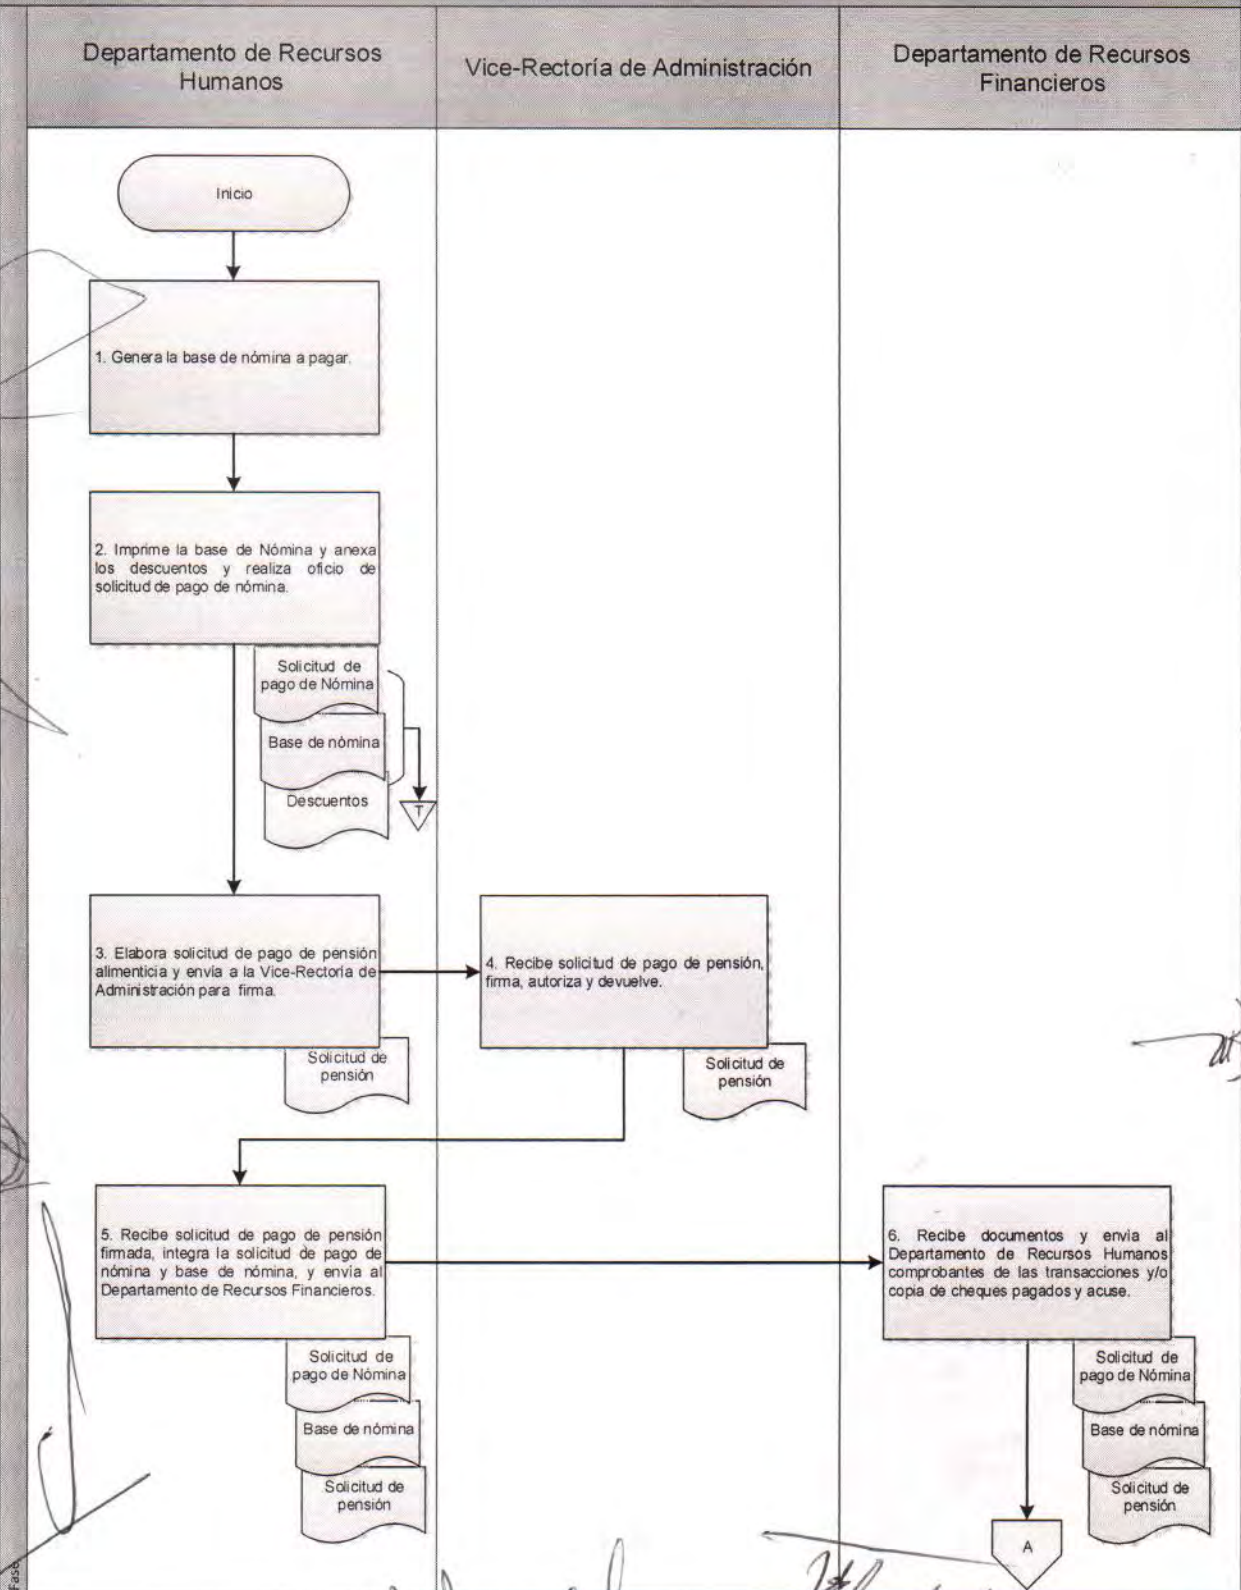 Departamento de Recursos
Humanos
Vice-Rectoría de Administración
Departamento de Recursos
Financieros
Inicio
1. Genera la base de nómina a pagar.
2. Imprime la base de Nómina y anexa
los descuentos y realiza oficio de
solicitud de pago de nómina.
Solicitud de
pago de Nómina
Base de nómina
Descuentos
T
3. Elabora solicitud de pago de pensión
alimenticia y envía a la Vice-Rectoría de
Administración para firma.
Solicitud de
pensión
4. Recibe solicitud de pago de pensión,
firma, autoriza y devuelve.
Solicitud de
pensión
5. Recibe solicitud de pago de pensión
firmada, integra la solicitud de pago de
nómina y base de nómina, y envía al
Departamento de Recursos Financieros.
Solicitud de
pago de Nómina
Base de nómina
Solicitud de
pensión
6. Recibe documentos y envia al
Departamento de Recursos Humanos
comprobantes de las transacciones y/o
copia de cheques pagados y acuse.
Solicitud de
pago de Nómina
Base de nómina
Solicitud de
pensión
A
Fase